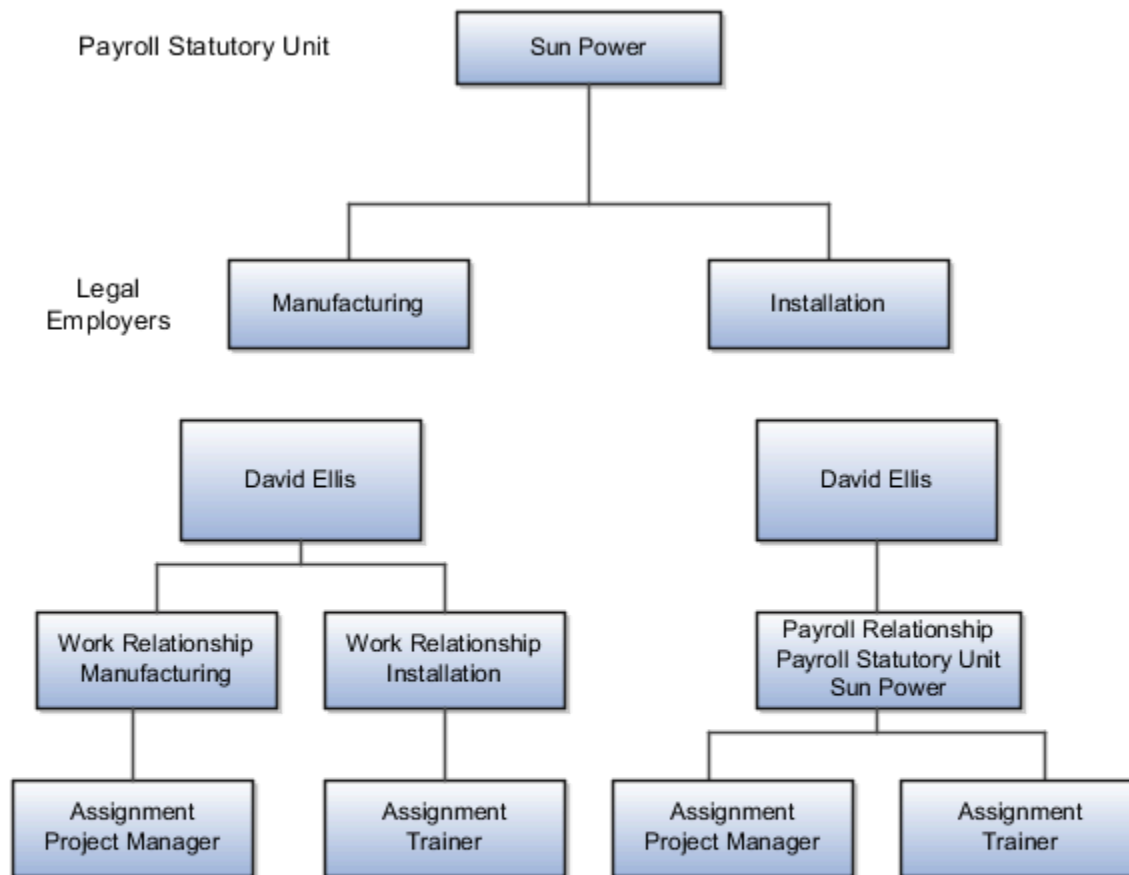 Payroll Statutory Unit
Sun Power
Legal
Employers
Manufacturing
Installation
David Ellis
David Ellis
Work Relationship
Manufacturing
Work Relationship
Installation
Payroll Relationship
Payroll Statutory Unit
Sun Power
Assignment
Project Manager
Assignment
Trainer
Assignment
Project Manager
Assignment
Trainer